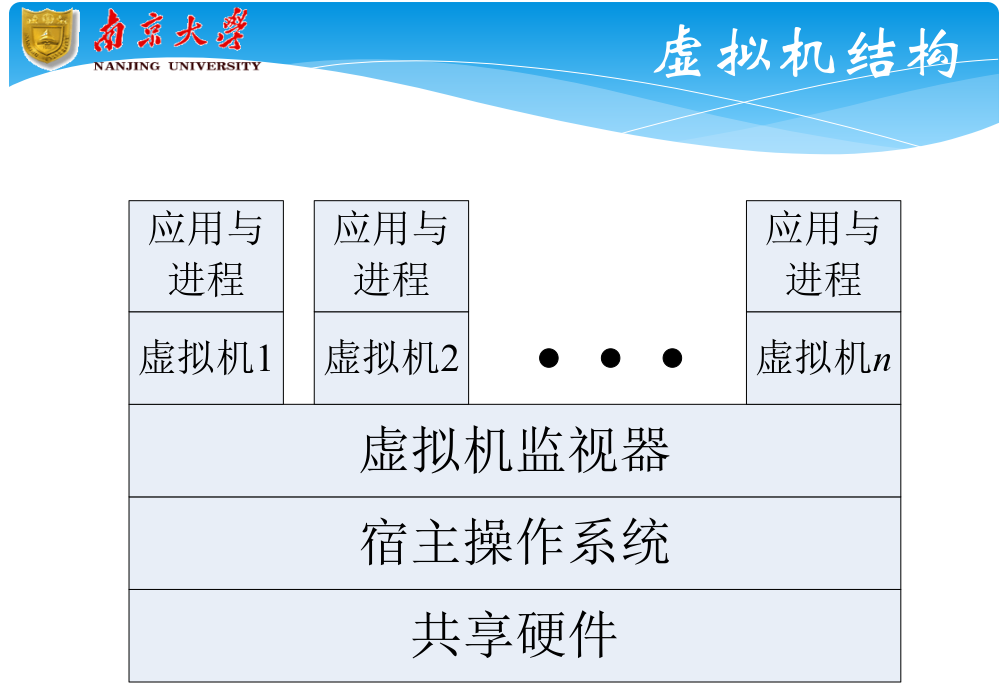 南京大学
NANJING UNIVERSITY
虚拟机结构
应用与
进程
应用与
进程
应用与
进程
虚拟机1
虚拟机2
虚拟机n
虚拟机监视器
宿主操作系统
共享硬件